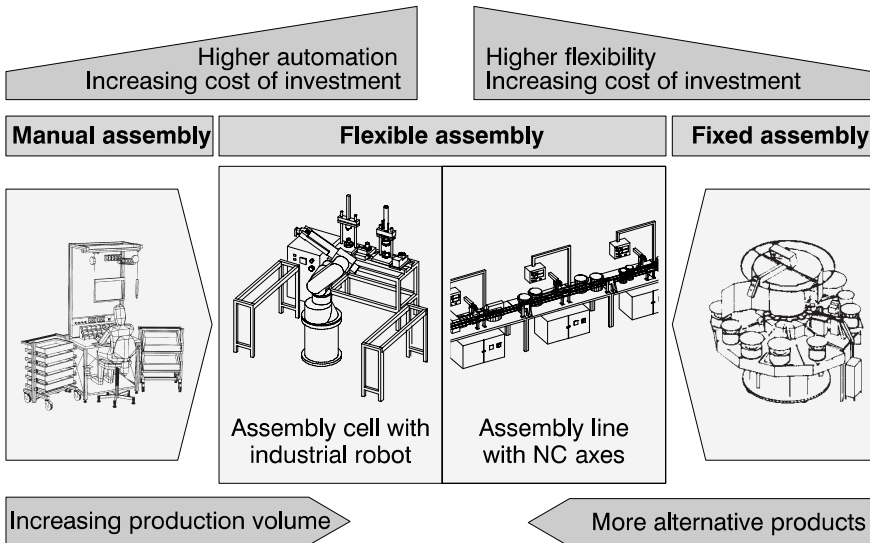 Higher automation
Increasing cost of investment
Higher flexibility
Increasing cost of investment
Manual assembly
Flexible assembly
Fixed assembly
Assembly cell with
industrial robot
Assembly line
with NC axes
Increasing production volume
More alternative products